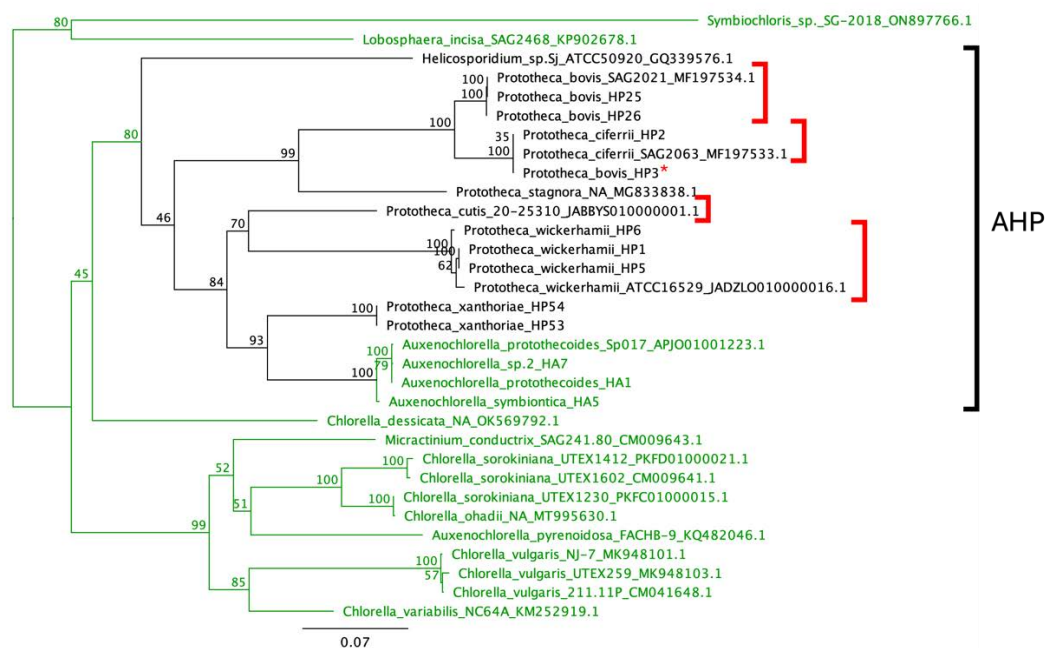 80
Symbiochloris_sp._SG-2018_ON897766.1
Lobosphaera_incisa_SAG2468_KP902678.1
Helicosporidium_sp.Sj_ATCC50920_GQ339576.1
100 Prototheca_bovis_SAG2021_MF197534.1
100 Prototheca_bovis_HP25
Prototheca_bovis_HP26
100
35 Prototheca_ciferrii_HP2
100 Prototheca_ciferrii_SAG2063_MF197533.1
Prototheca_bovis_HP3*
80
99
Prototheca_stagnora_NA_MG833838.1
46
70 Prototheca_cutis_20-25310_JABBYS010000001.1
AHP
Prototheca_wickerhamii_HP6
100
100 Prototheca_wickerhamii_HP1
62 Prototheca_wickerhamii_HP5
Prototheca_wickerhamii_ATCC16529_JADZLO010000016.1
45
84
100 Prototheca_xanthoriae_HP54
Prototheca_xanthoriae_HP53
93
100 Auxenochlorella_protothecoides_Sp017_APJO01001223.1
79 Auxenochlorella_sp.2_HA7
100 Auxenochlorella_protothecoides_HA1
Auxenochlorella_symbiontica_HA5
Chlorella_dessicata_NA_OK569792.1
Micractinium_conductrix_SAG241.80_CM009643.1
52
100 Chlorella_sorokiniana_UTEX1412_PKFD01000021.1
Chlorella_sorokiniana_UTEX1602_CM009641.1
100
100 Chlorella_sorokiniana_UTEX1230_PKFC01000015.1
51
Chlorella_ohadii_NA_MT995630.1
99
Auxenochlorella_pyrenoidosa_FACHB-9_KQ482046.1
100 Chlorella_vulgaris_NJ-7_MK948101.1
57 Chlorella_vulgaris_UTEX259_MK948103.1
85
Chlorella_vulgaris_211.11P_CM041648.1
Chlorella_variabilis_NC64A_KM252919.1
0.07